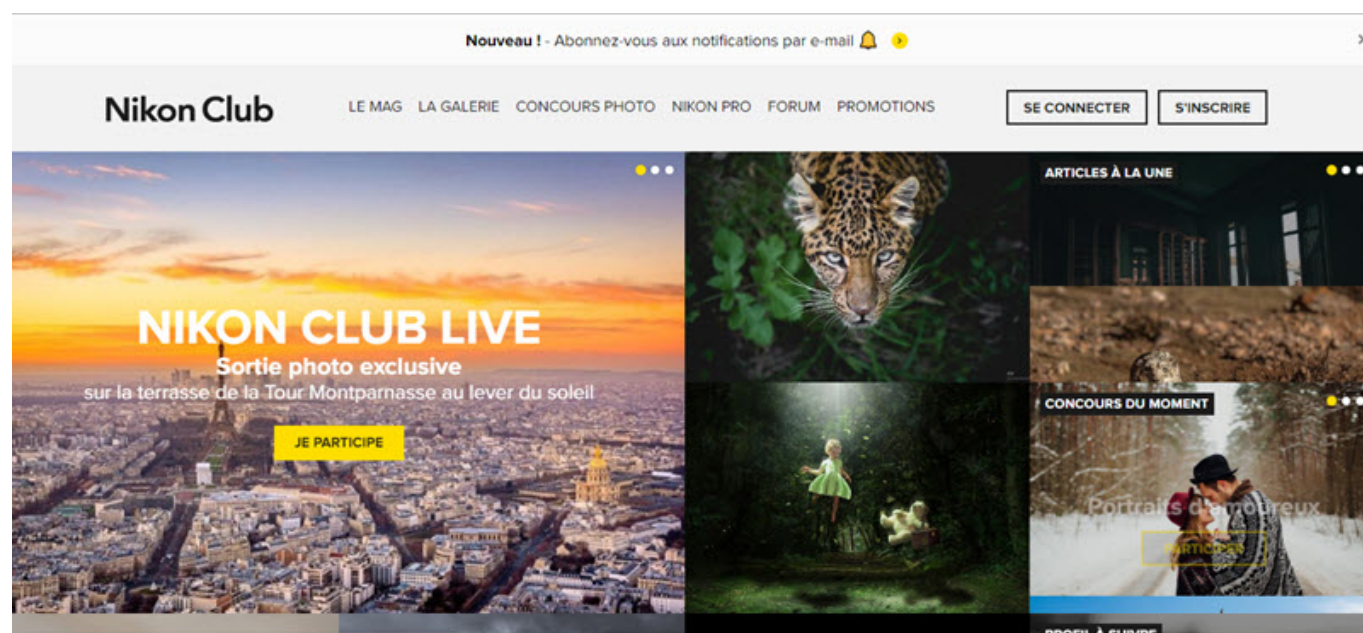 Nouveau ! - Abonnez-vous aux notifications par e-mail
Nikon Club
LE MAG LA GALERIE CONCOURS PHOTO NIKON PRO FORUM PROMOTIONS
SE CONNECTER S'INSCRIRE
ARTICLES À LA UNE
NIKON CLUB LIVE
Sortie photo exclusive
sur la terrasse de la Tour Montparnasse au lever du soleil
JE PARTICIPE
CONCOURS DU MOMENT
Portraits d'amoureux
PARTICIPER
PROFIL À SUIVRE